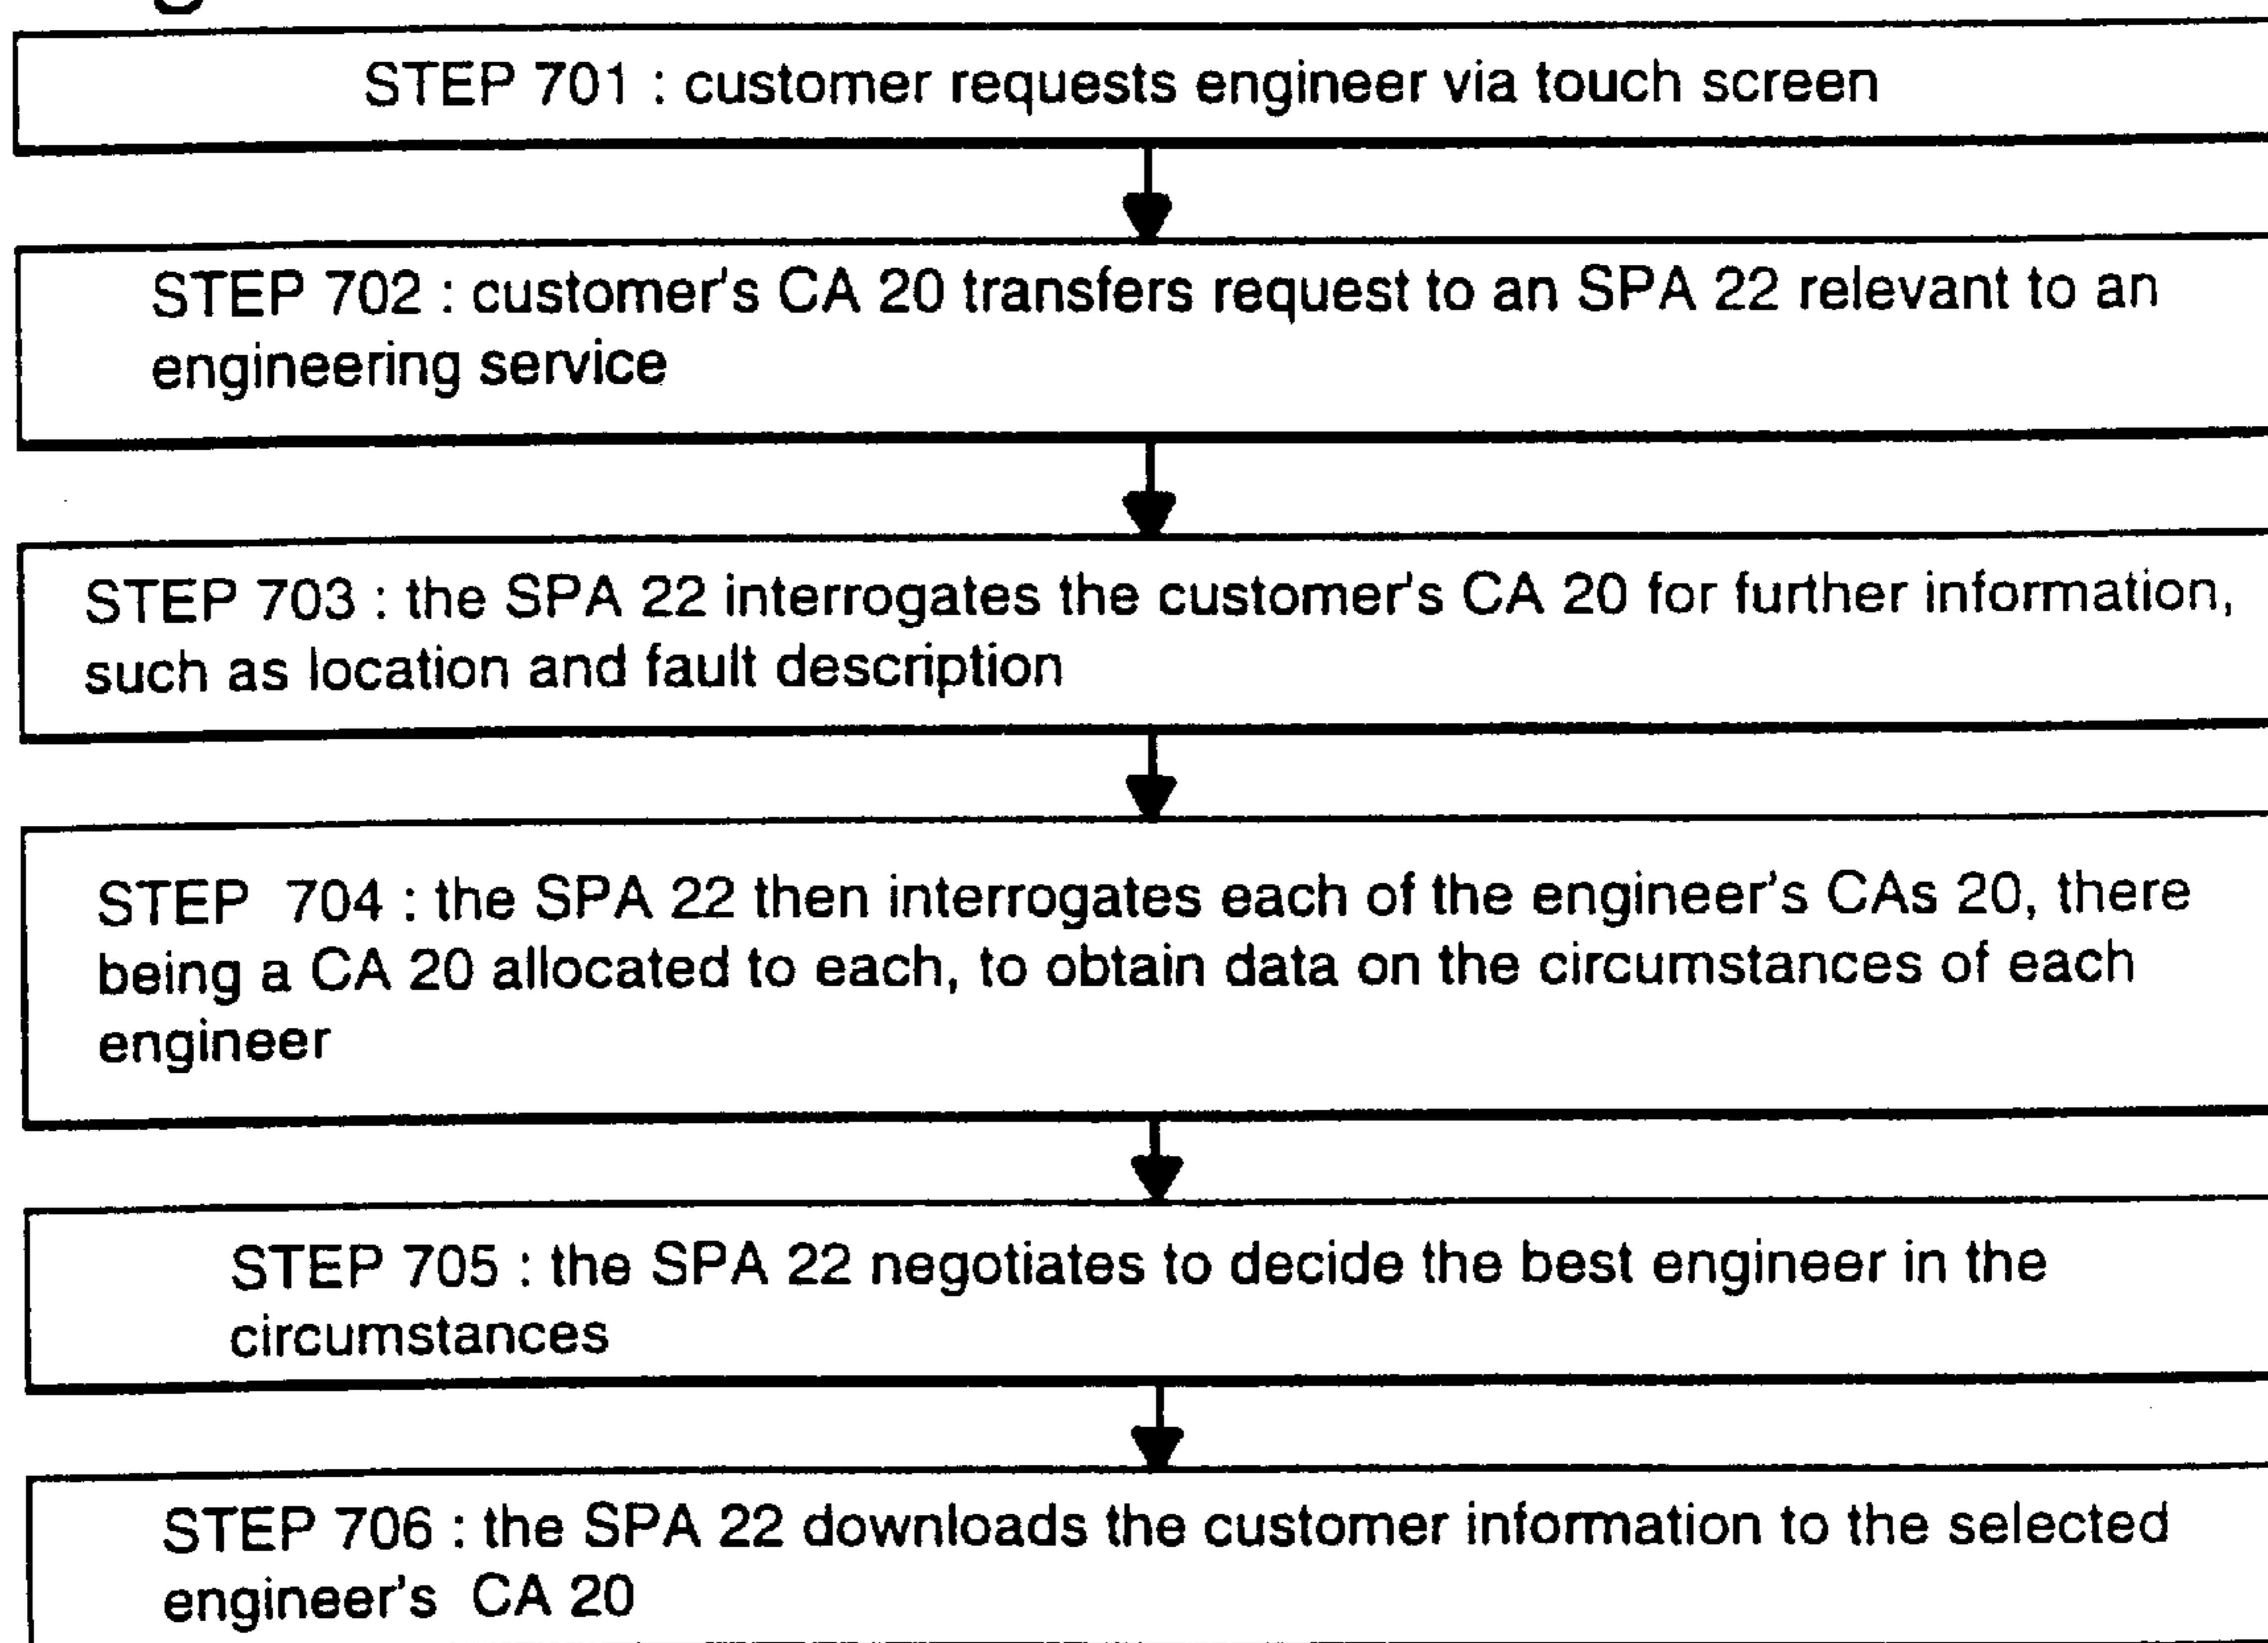 STEP 701 : customer requests engineer via touch screen
STEP 702 : customer's CA 20 transfers request to an SPA 22 relevant to an
engineering service
STEP 703 : the SPA 22 interrogates the customer's CA 20 for further information,
such as location and fault description
STEP 704 : the SPA 22 then interrogates each of the engineer's CAs 20, there
being a CA 20 allocated to each, to obtain data on the circumstances of each
engineer
STEP 705 : the SPA 22 negotiates to decide the best engineer in the
circumstances
STEP 706 : the SPA 22 downloads the customer information to the selected
engineer's CA 20